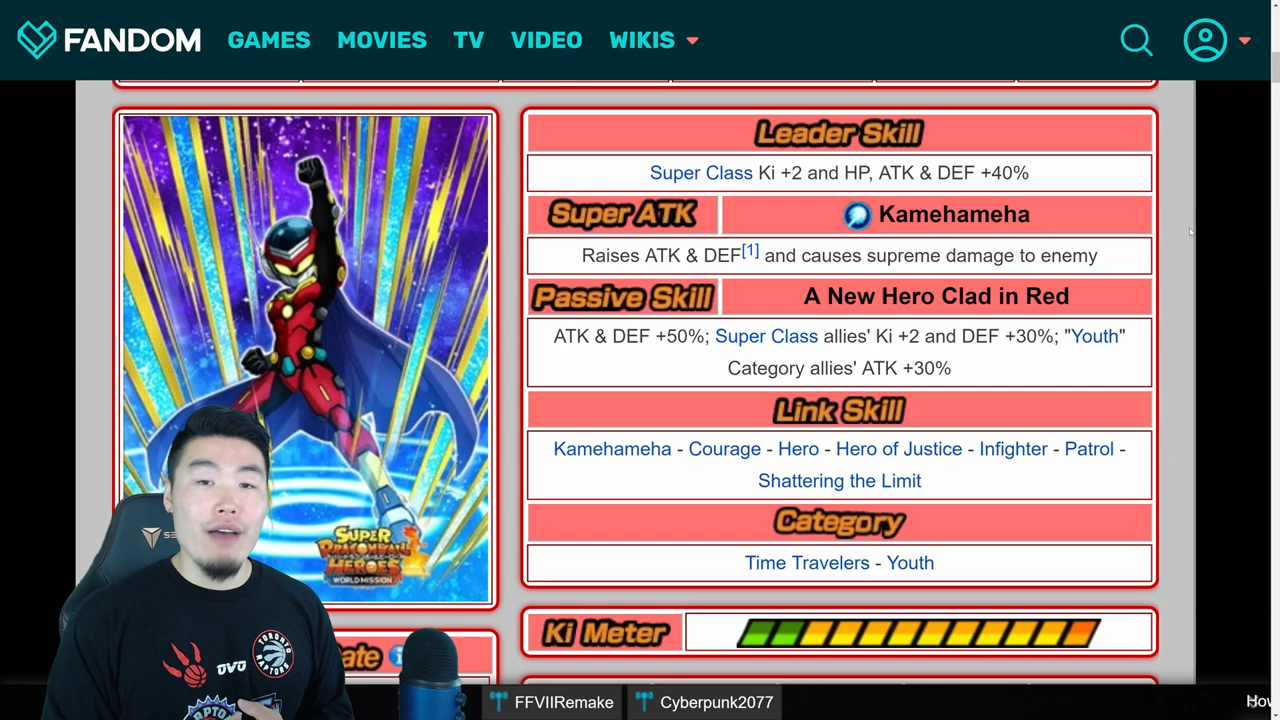 FANDOM GAMES MOVIES TV VIDEO WIKIS
Leader Skill
Super Class Ki +2 and HP, ATK & DEF +40%
Super ATK Kamehameha
Raises ATK & DEF[1] and causes supreme damage to enemy
Passive Skill A New Hero Clad in Red
ATK & DEF +50%; Super Class allies' Ki +2 and DEF +30%; "Youth"
Category allies' ATK +30%
Link Skill
Kamehameha - Courage - Hero - Hero of Justice - Infighter - Patrol -
Shattering the Limit
Category
Time Travelers - Youth
Ki Meter
SUPER
DRAGONBALL
HEROES
WORLD MISSION
OVO
TORONTO
RAPTORS
FFVIIRemake Cyberpunk2077